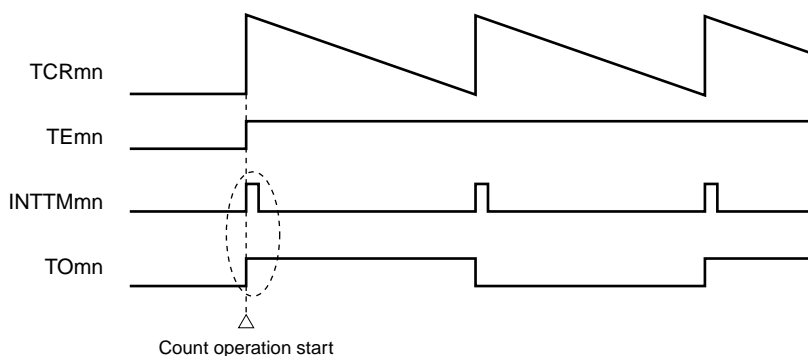 TCRmn
TEmn
INTTMmn
TOmn
Count operation start